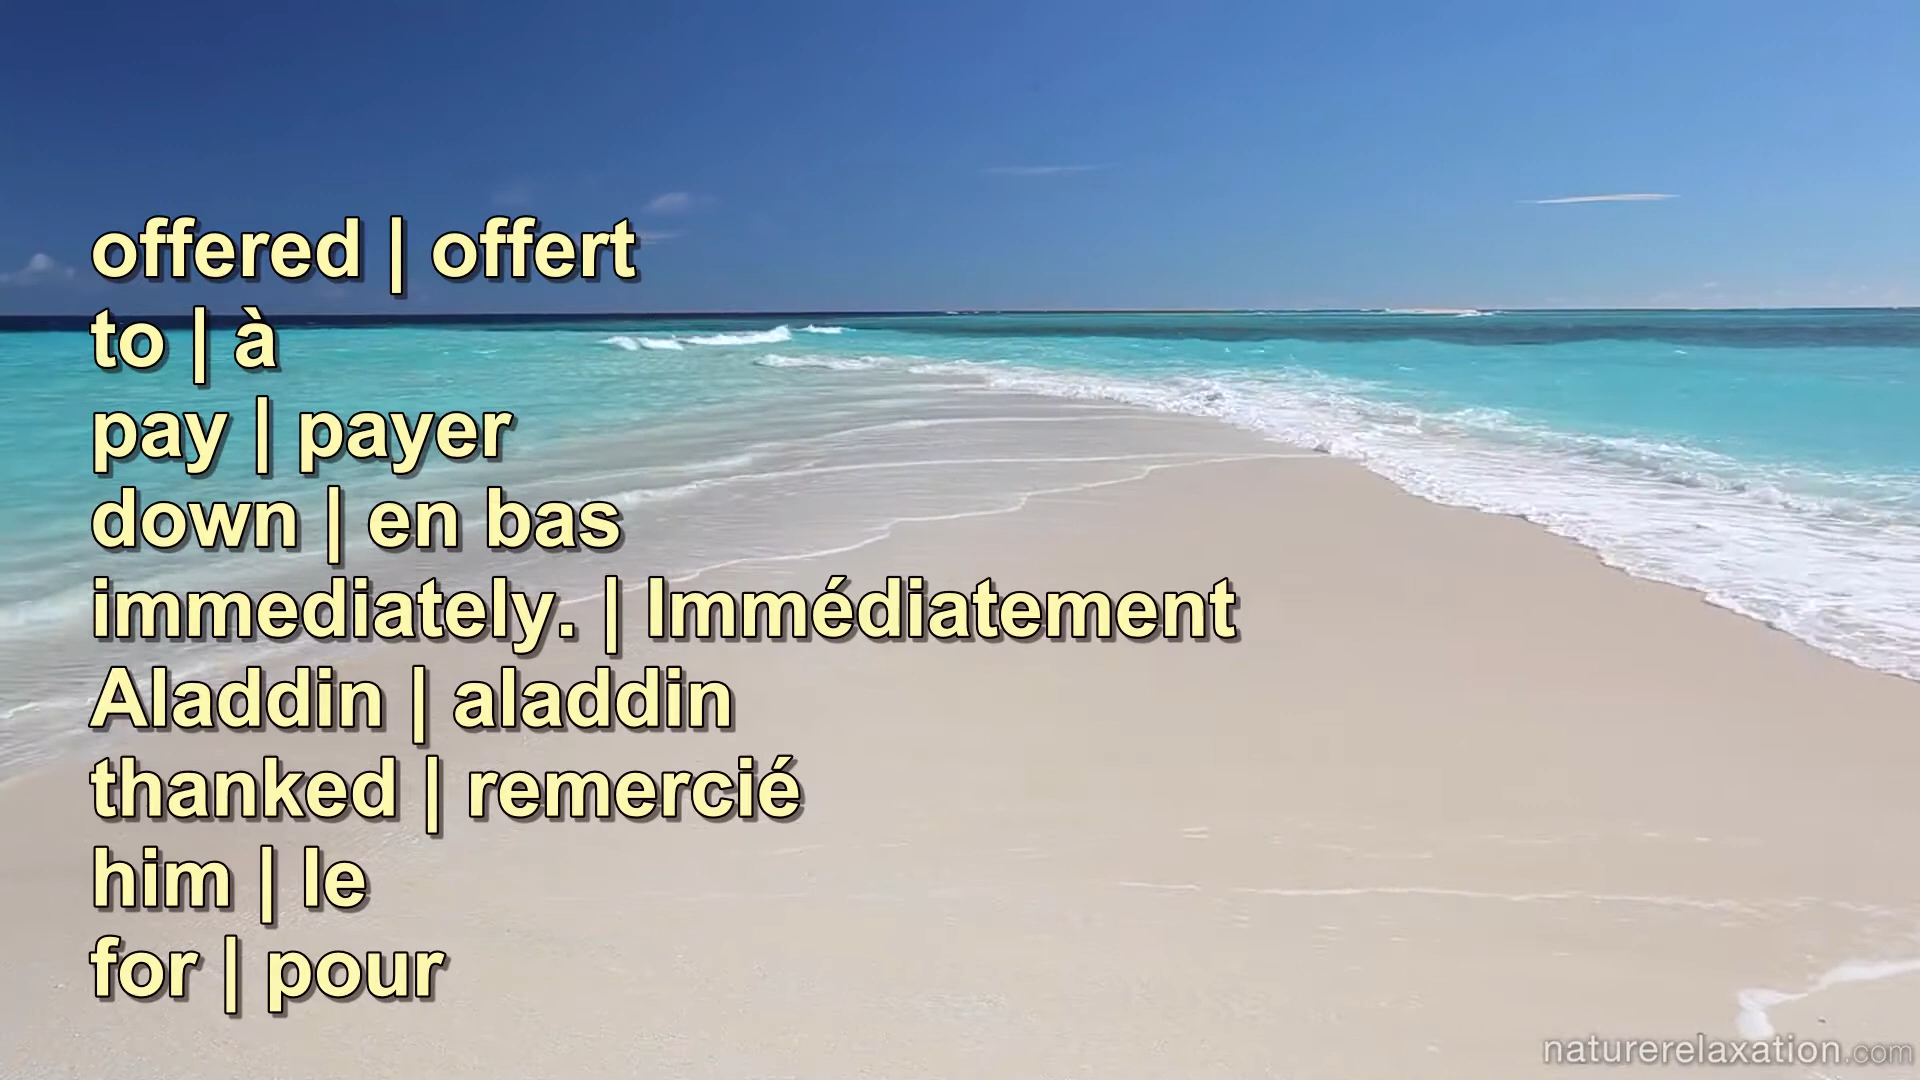 offered | offert
to | à
pay | payer
down | en bas
immediately. | Immédiatement
Aladdin | aladdin
thanked | remercié
him | le
for | pour
naturerelaxation.com